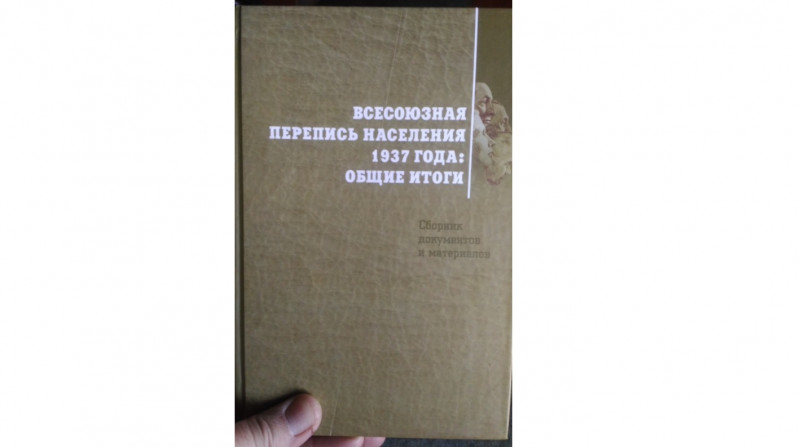 ВСЕСОЮЗНАЯ
ПЕРЕПИСЬ НАСЕЛЕНИЯ
1937 ГОДА:
ОБЩИЕ ИТОГИ
Сборник
документов
и материалов